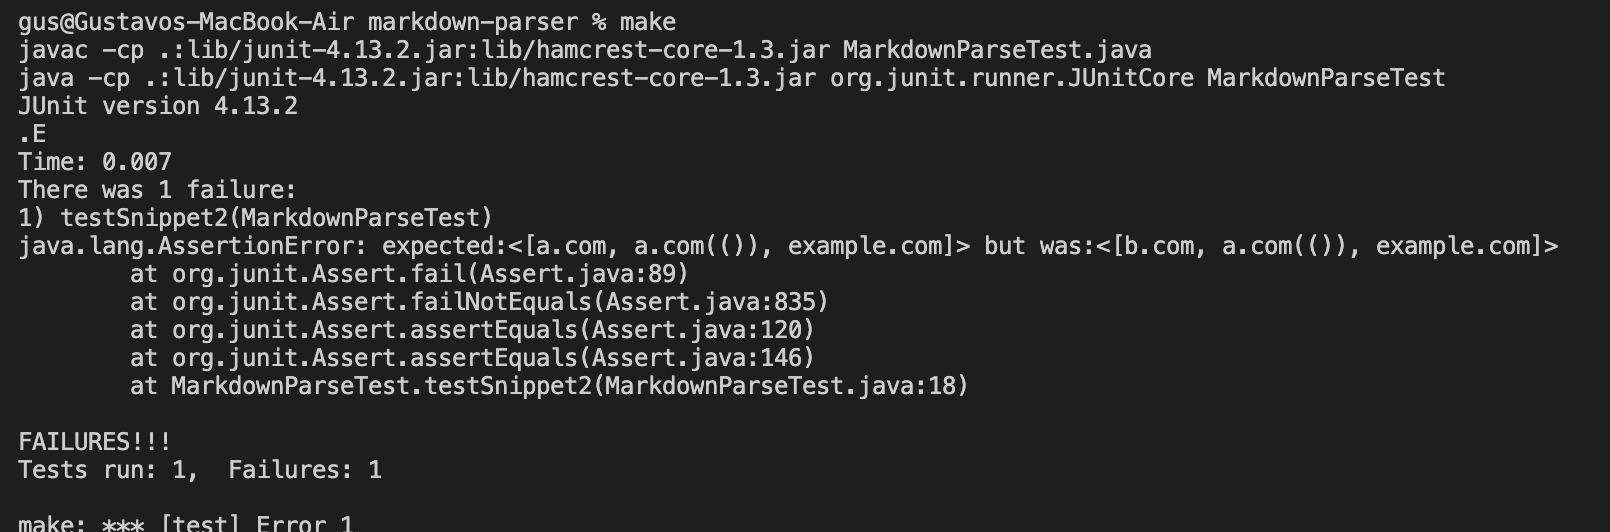 gus@Gustavos-MacBook-Air markdown-parser % make
javac -cp .:lib/junit-4.13.2.jar:lib/hamcrest-core-1.3.jar MarkdownParseTest.java
java -cp .:lib/junit-4.13.2.jar:lib/hamcrest-core-1.3.jar org.junit.runner.JUnitCore MarkdownParseTest
JUnit version 4.13.2
.E
Time: 0.007
There was 1 failure:
1) testSnippet2(MarkdownParseTest)
java.lang.AssertionError: expected:<[a.com, a.com(()), example.com]> but was:<[b.com, a.com(()), example.com]>
        at org.junit.Assert.fail(Assert.java:89)
        at org.junit.Assert.failNotEquals(Assert.java:835)
        at org.junit.Assert.assertEquals(Assert.java:120)
        at org.junit.Assert.assertEquals(Assert.java:146)
        at MarkdownParseTest.testSnippet2(MarkdownParseTest.java:18)

FAILURES!!!
Tests run: 1,  Failures: 1

make: *** [test] Error 1